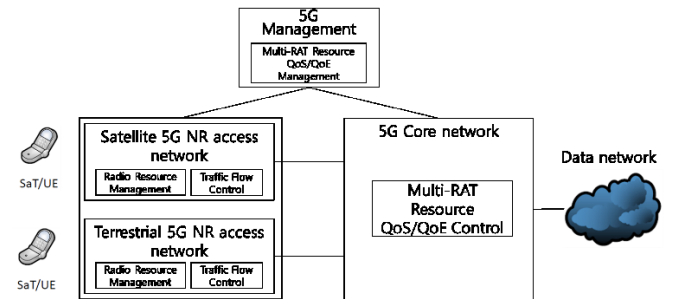 5G
Management
Multi-RAT Resource
QoS/QoE
Management
Satellite 5G NR access
network
Radio Resource
Management
Traffic Flow
Control
SaT/UE
5G Core network
Multi-RAT
Resource
QoS/QoE Control
Data network
Terrestrial 5G NR access
network
Radio Resource
Management
Traffic Flow
Control
SaT/UE